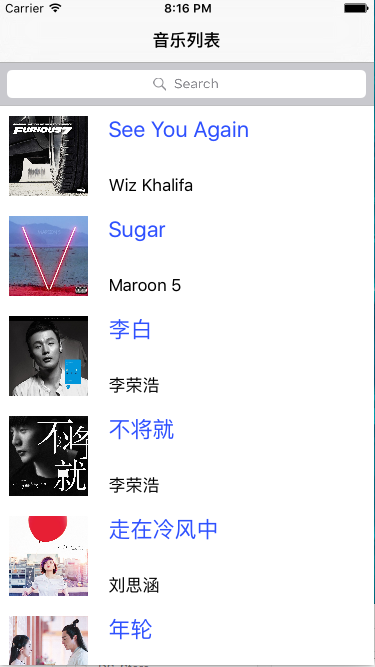 Carrier 8:16 PM
音乐列表
Search
FURIOUS7
See You Again
Wiz Khalifa
Sugar
Maroon 5
李白
李荣浩
不将就
不将就
李荣浩
走在冷风中
刘思涵
年轮